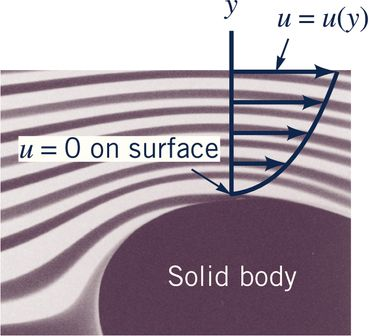 y
u = u(y)
u = 0 on surface
Solid body